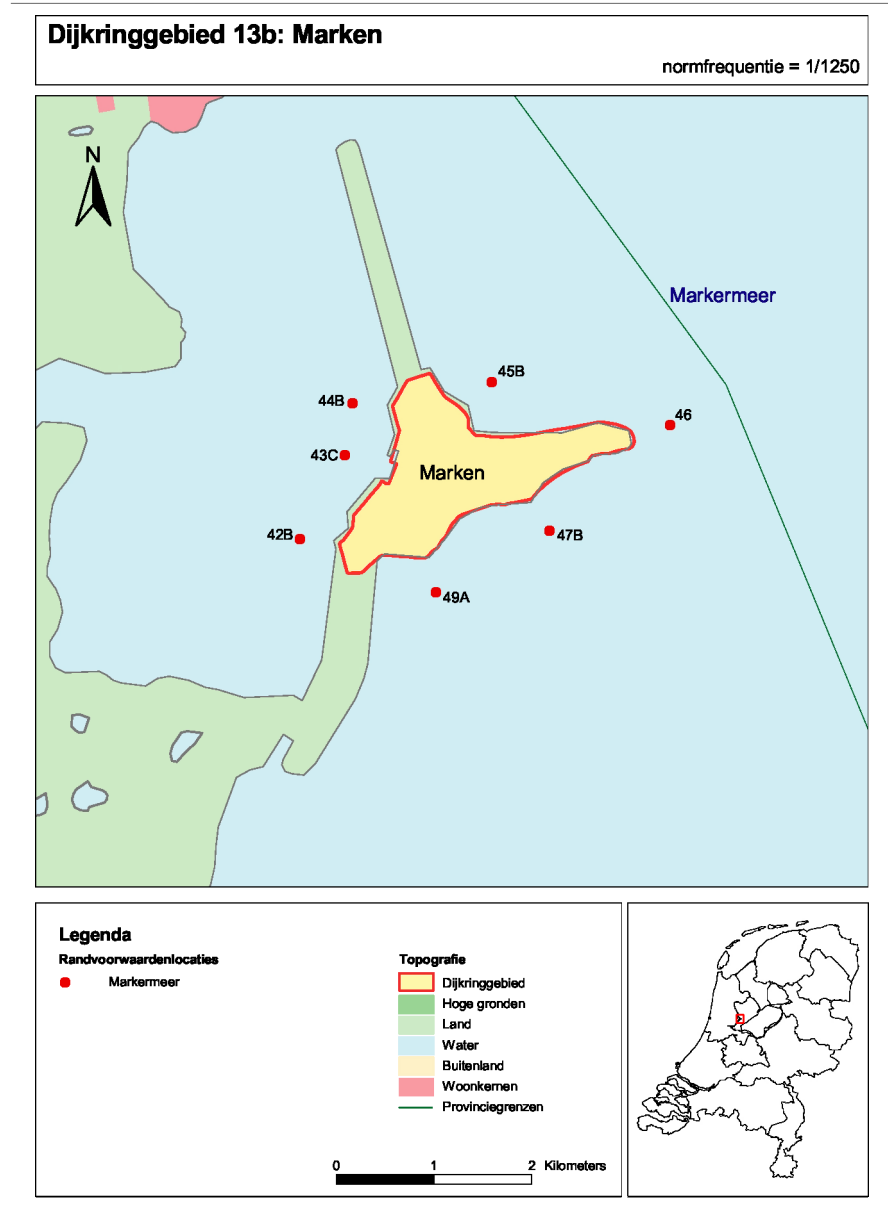 Dijkringgebied 13b: Marken
normfrequentie = 1/1250
N
Markermeer
45B
44B
46
43C
Marken
42B
47B
49A
Legenda
Randvoorwaardenlocaties
Markermeer
Topografie
Dijkringgebied
Hoge gronden
Land
Water
Buitenland
Woonkernen
Provinciegrenzen
0 1 2 Kilometers